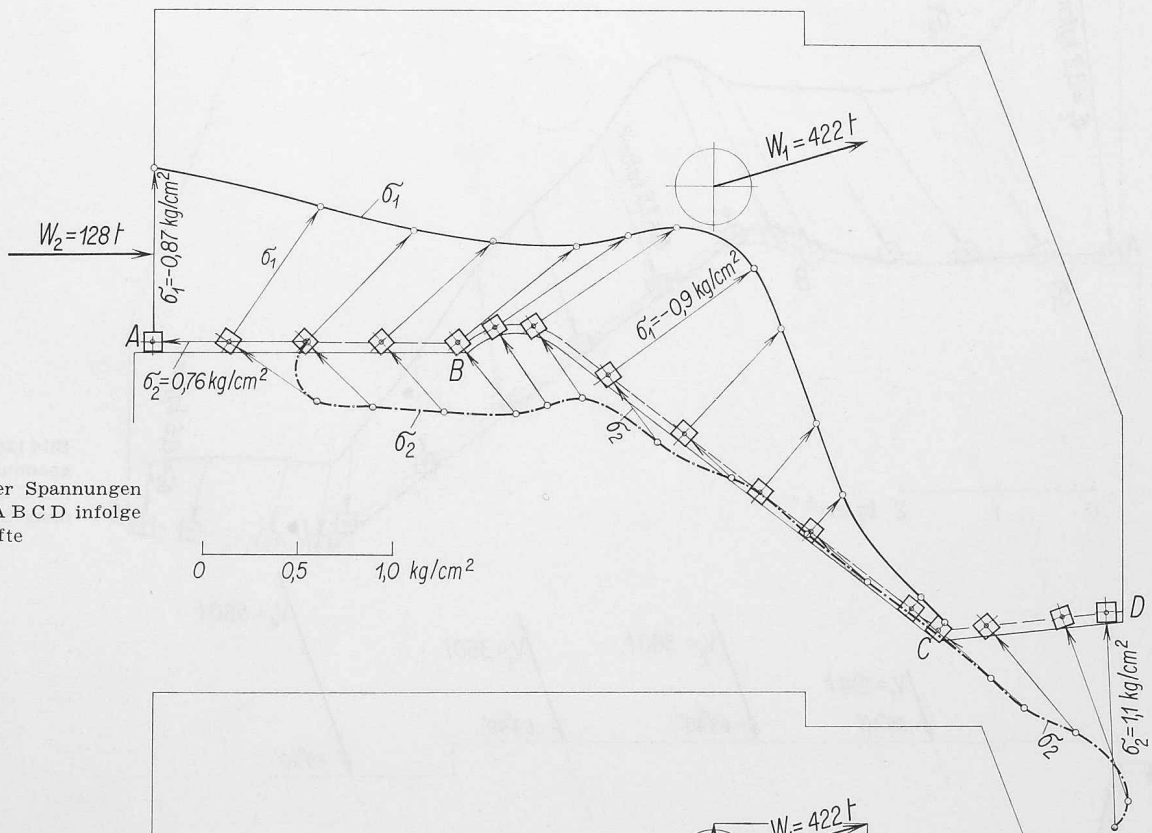 W₁=422 t
σ₁
W₂=128 t
σ₁=-0,87 kg/cm²
σ₁
σ₁=-0,9 kg/cm²
A
B
σ₂=0,76 kg/cm²
σ₂
σ₂
er Spannungen
A B C D infolge
fte
0 0,5 1,0 kg/cm²
D
C
σ₂=1,1 kg/cm²
σ₂
W₁=422 t